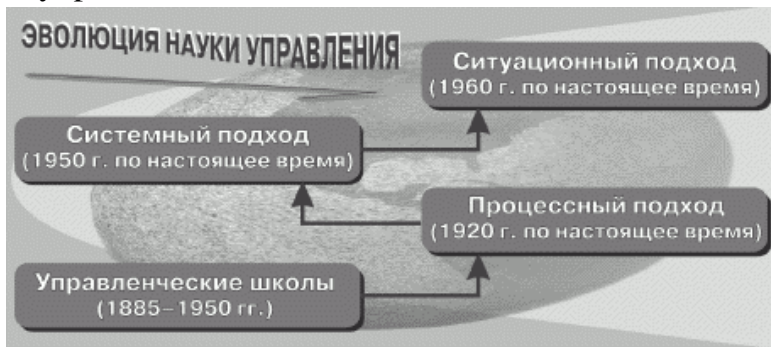 ЭВОЛЮЦИЯ НАУКИ УПРАВЛЕНИЯ
Ситуационный подход
(1960 г. по настоящее время)
Системный подход
(1950 г. по настоящее время)
Процессный подход
(1920 г. по настоящее время)
Управленческие школы
(1885–1950 гг.)